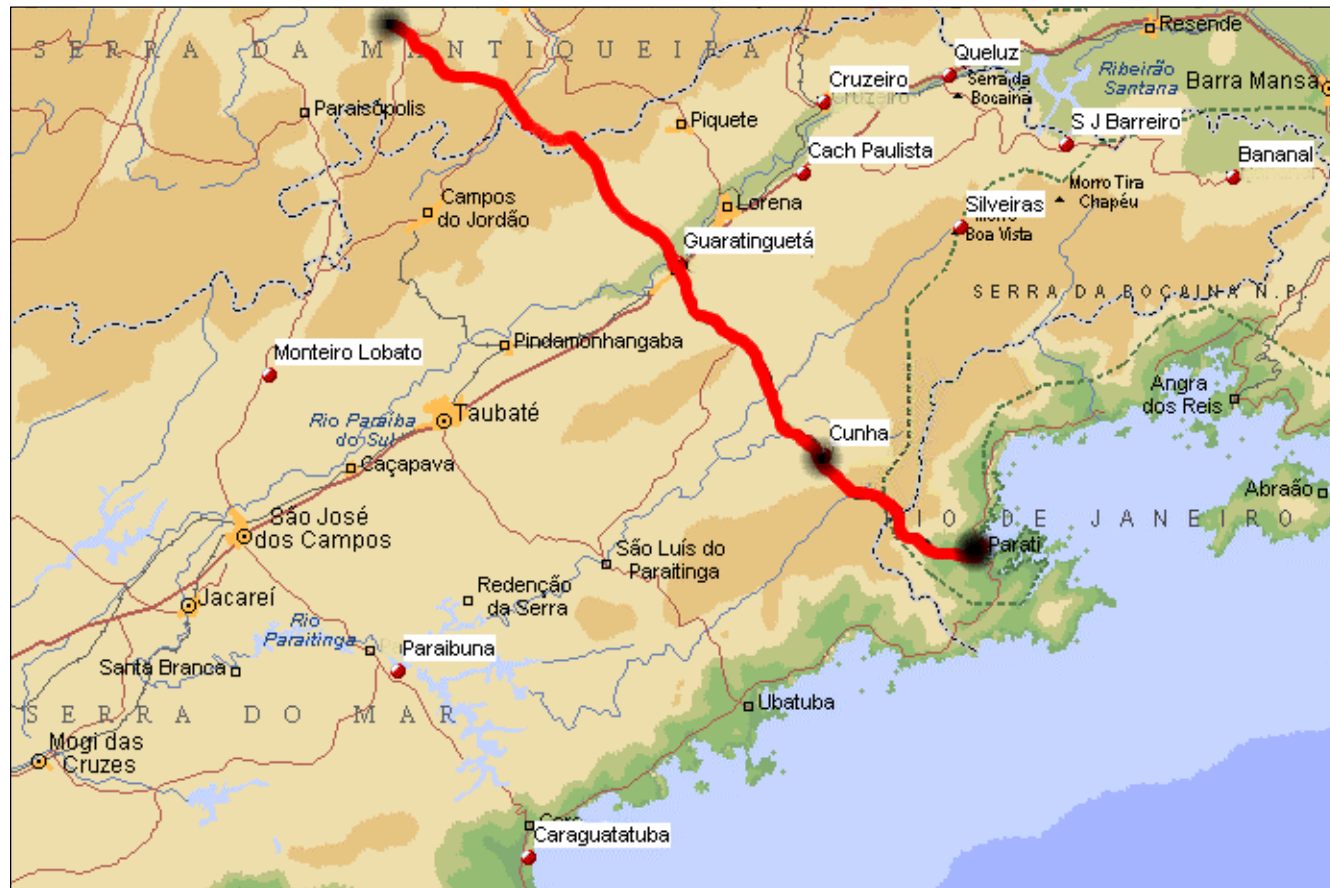 Resende
SERRA DA MANTIQUEIRA
Queluz
Ribeirão
Santana
Cruzeiro
Serra da
Bocaina
Barra Mansa
Paraisópolis
Piquete
S J Barreiro
Cach Paulista
Bananal
Campos
do Jordão
Lorena
Morro Tira
Chapéu
Silveiras
Boa Vista
Guaratinguetá
SERRA DA BOÇAINA N.P.
Pindamonhangaba
Monteiro Lobato
Angra
dos Reis
Taubaté
Rio Paraíba
do Sul
Cunha
Caçapava
Abraão
São José
dos Campos
RIO DE JANEIRO
Parati
São Luís do
Paraitinga
Redenção
da Serra
Jacareí
Rio
Paraitinga
Paraibuna
Santa Branca
Ubatuba
SERRA DO MAR
Mogi das
Cruzes
Caraguatatuba